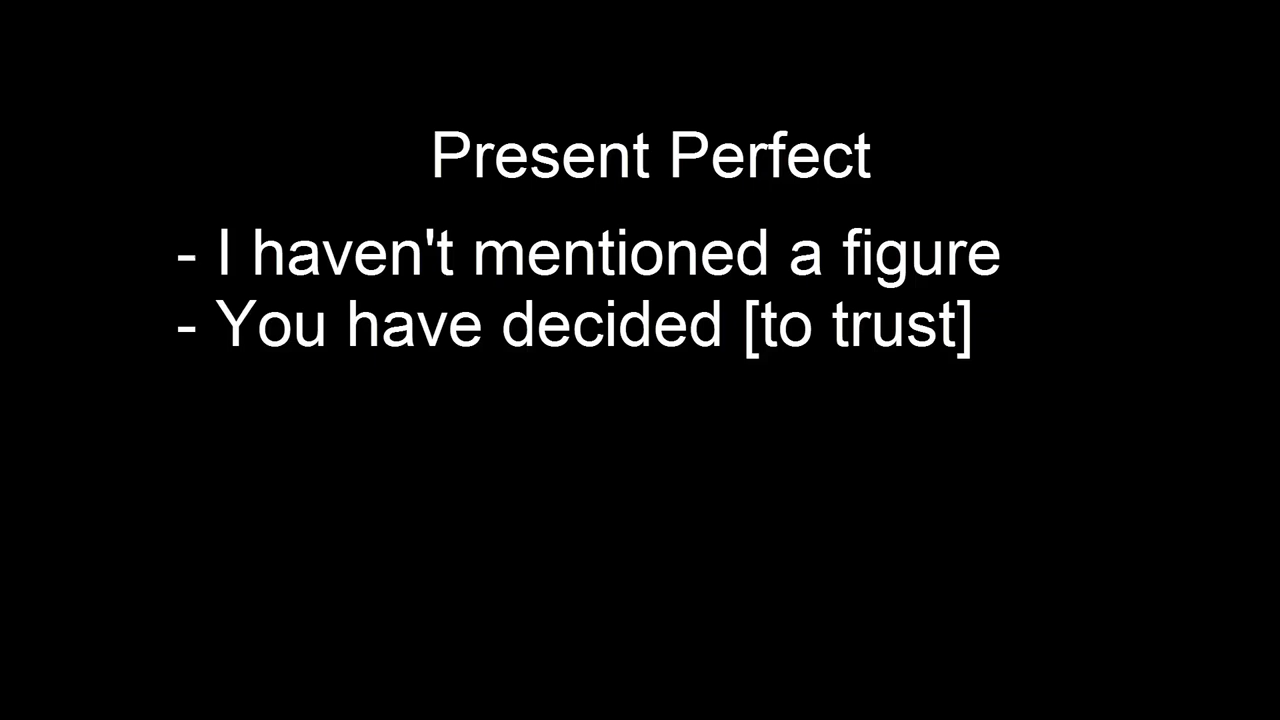 Present Perfect
- I haven't mentioned a figure
- You have decided [to trust]